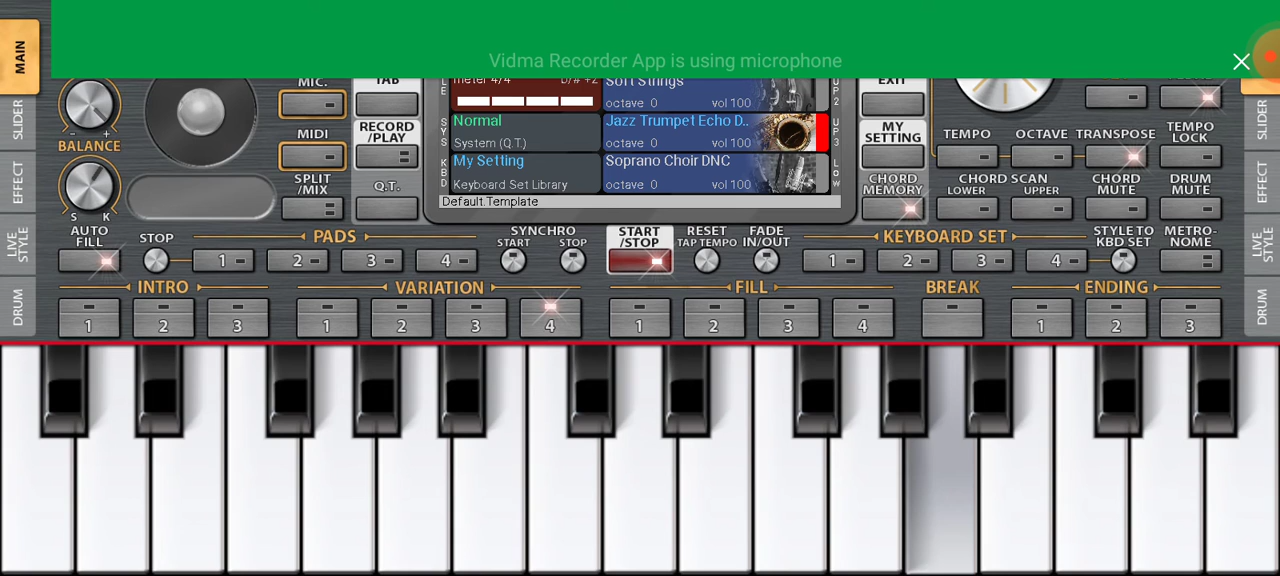 Vidma Recorder App is using microphone
MAIN
SLIDER
EFFECT
LIVE STYLE
DRUM
- +
BALANCE
S K
MIC.
MIDI
SPLIT /MIX
TAB
RECORD /PLAY
Q.T.
meter 4/4 D/# +2
Normal
System (Q.T.)
My Setting
Keyboard Set Library
Default.Template
SYS
KBD
Soft Strings
octave 0 vol 100
Jazz Trumpet Echo D..
Soprano Choir DNC
octave 0 vol 100
UP2
UP3
LOW
EXIT
MY SETTING
CHORD MEMORY
TEMPO
OCTAVE
TRANSPOSE
TEMPO LOCK
CHORD SCAN
LOWER UPPER
CHORD MUTE
DRUM MUTE
SLIDER
EFFECT
LIVE STYLE
DRUM
AUTO FILL
STOP
PADS
1 2 3 4
SYNCHRO
START STOP
START /STOP
RESET
TAP TEMPO
FADE IN/OUT
KEYBOARD SET
1 2 3 4
STYLE TO KBD SET
METRO-NOME
INTRO
1 2 3
VARIATION
1 2 3 4
FILL
1 2 3 4
BREAK
ENDING
1 2 3